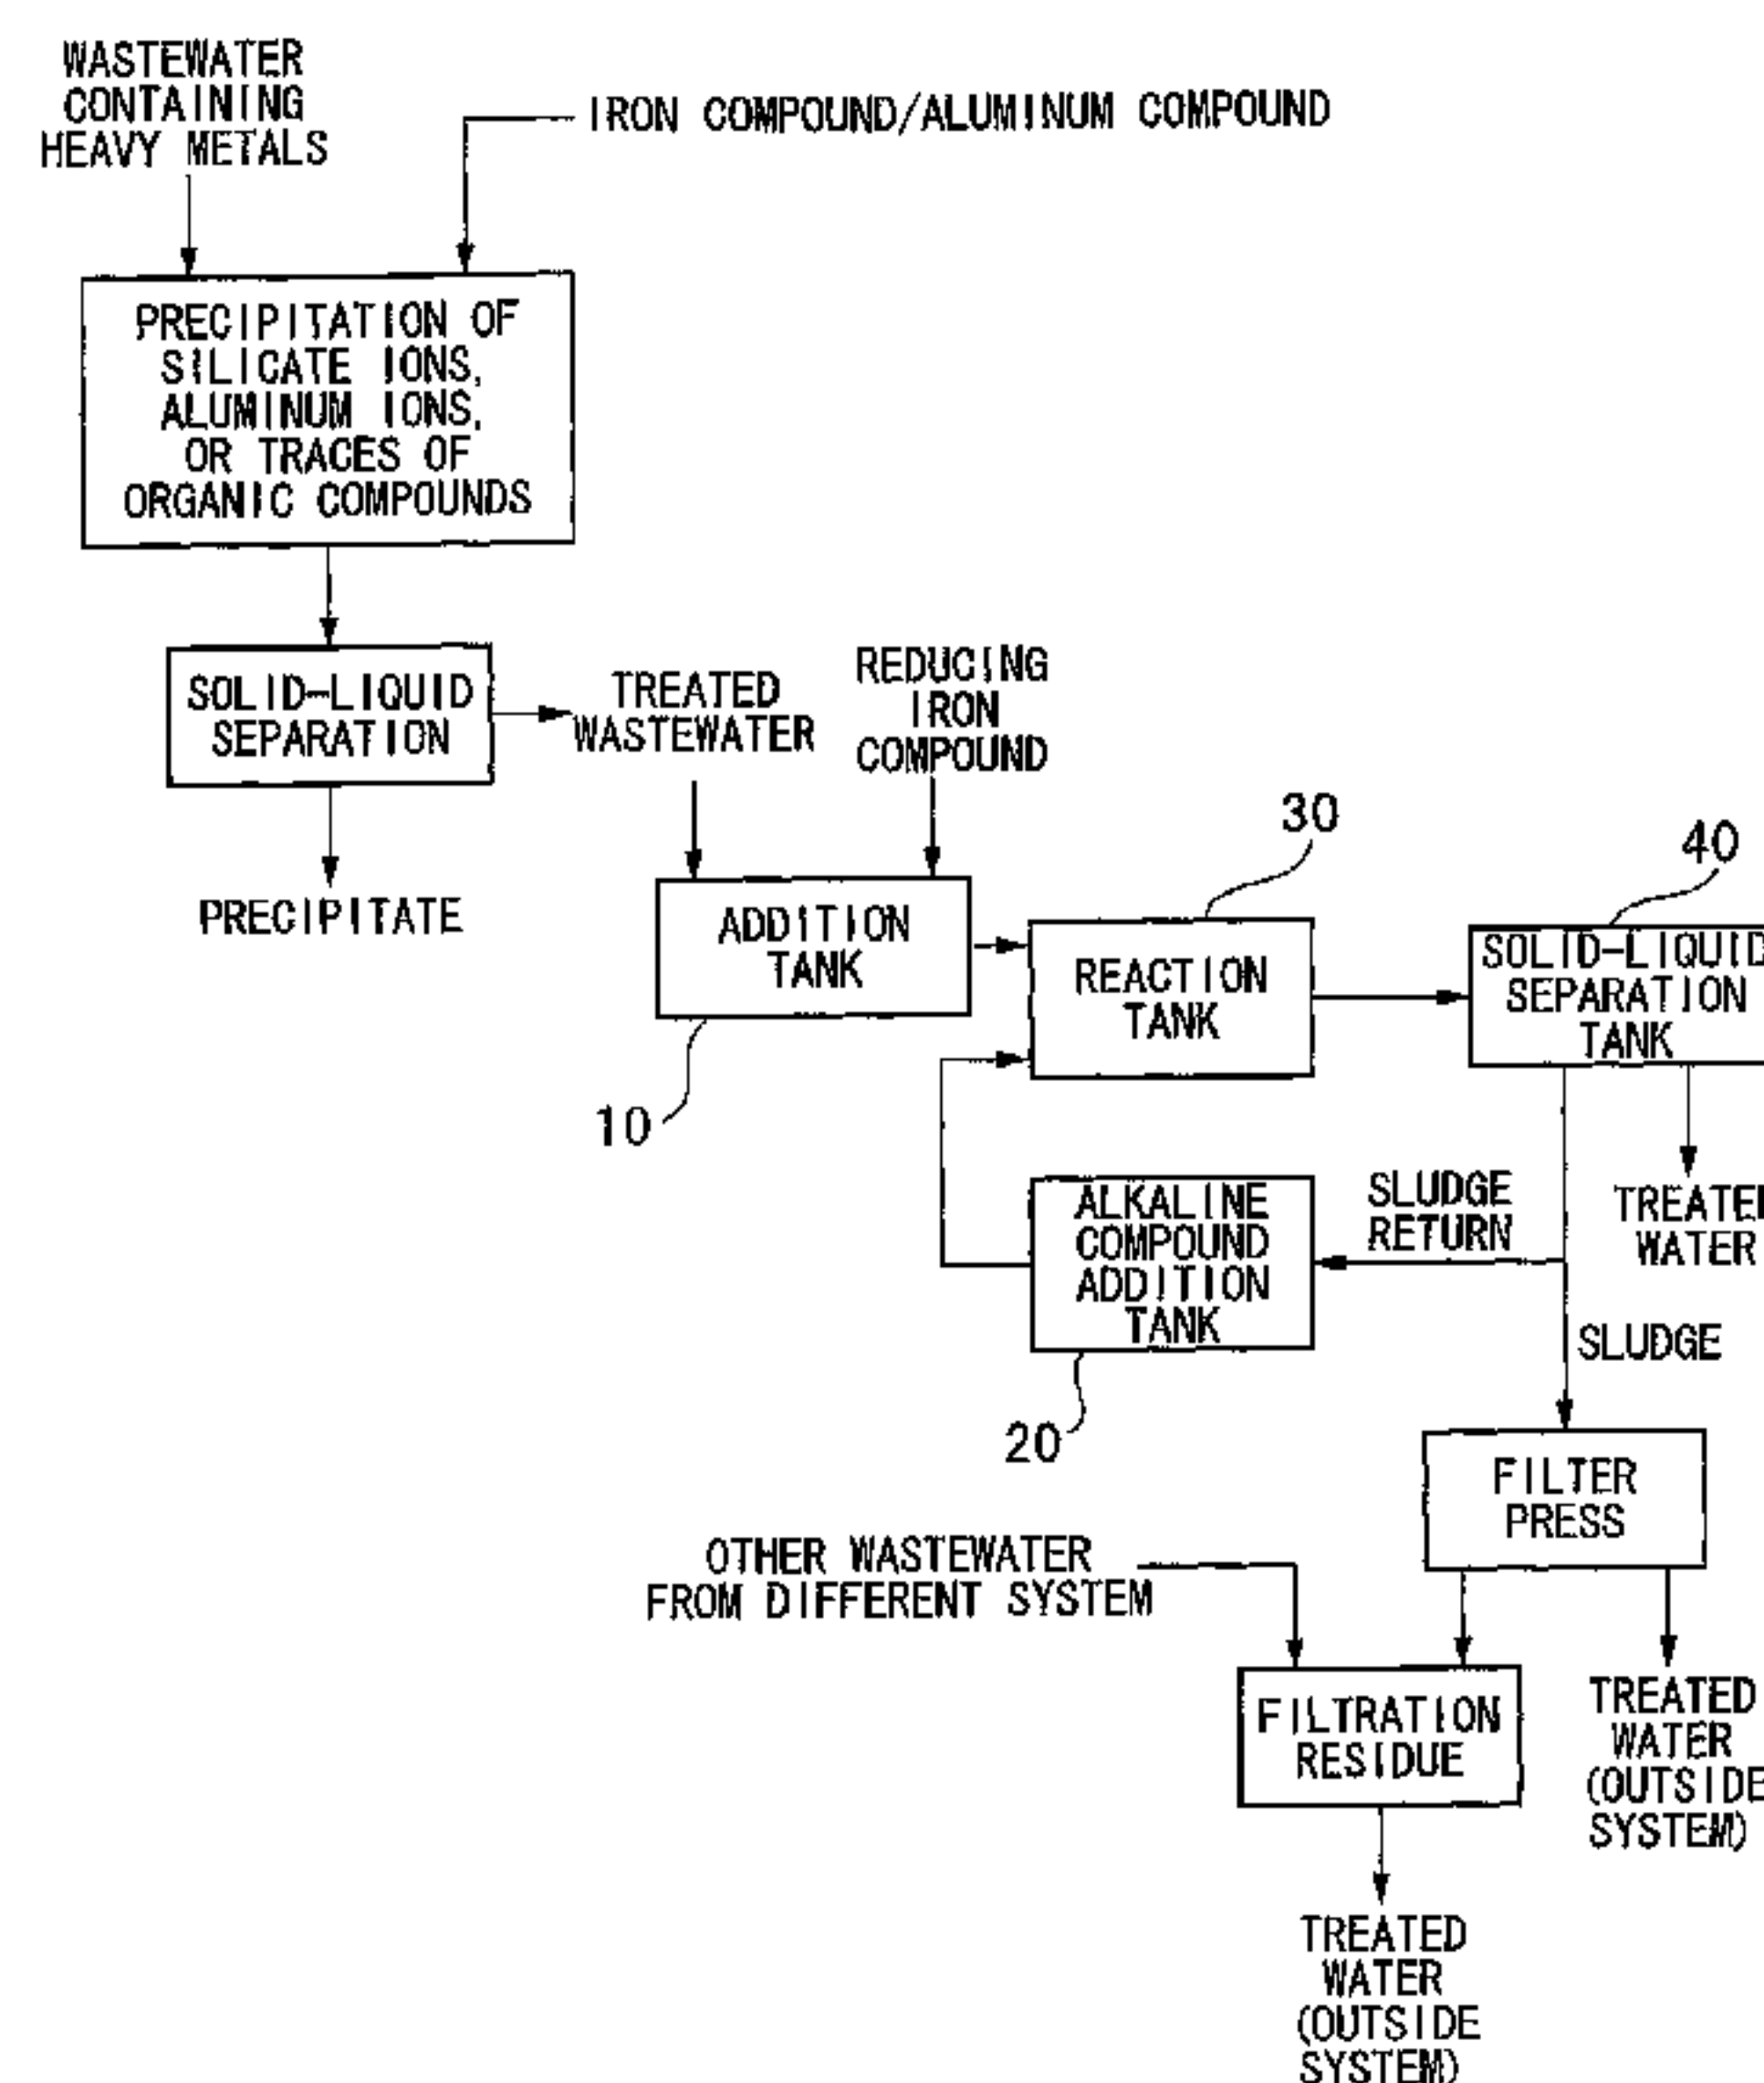 WASTEWATER
CONTAINING
HEAVY METALS
IRON COMPOUND/ALUMINUM COMPOUND
PRECIPITATION OF
SILICATE IONS,
ALUMINUM IONS,
OR TRACES OF
ORGANIC COMPOUNDS
SOLID-LIQUID
SEPARATION
TREATED
WASTEWATER
REDUCING
IRON
COMPOUND
PRECIPITATE
ADDITION
TANK
10
30
REACTION
TANK
40
SOLID-LIQUID
SEPARATION
TANK
ALKALINE
COMPOUND
ADDITION
TANK
20
SLUDGE
RETURN
TREATED
WATER
SLUDGE
FILTER
PRESS
OTHER WASTEWATER
FROM DIFFERENT SYSTEM
FILTRATION
RESIDUE
TREATED
WATER
(OUTSIDE
SYSTEM)
TREATED
WATER
(OUTSIDE
SYSTEM)